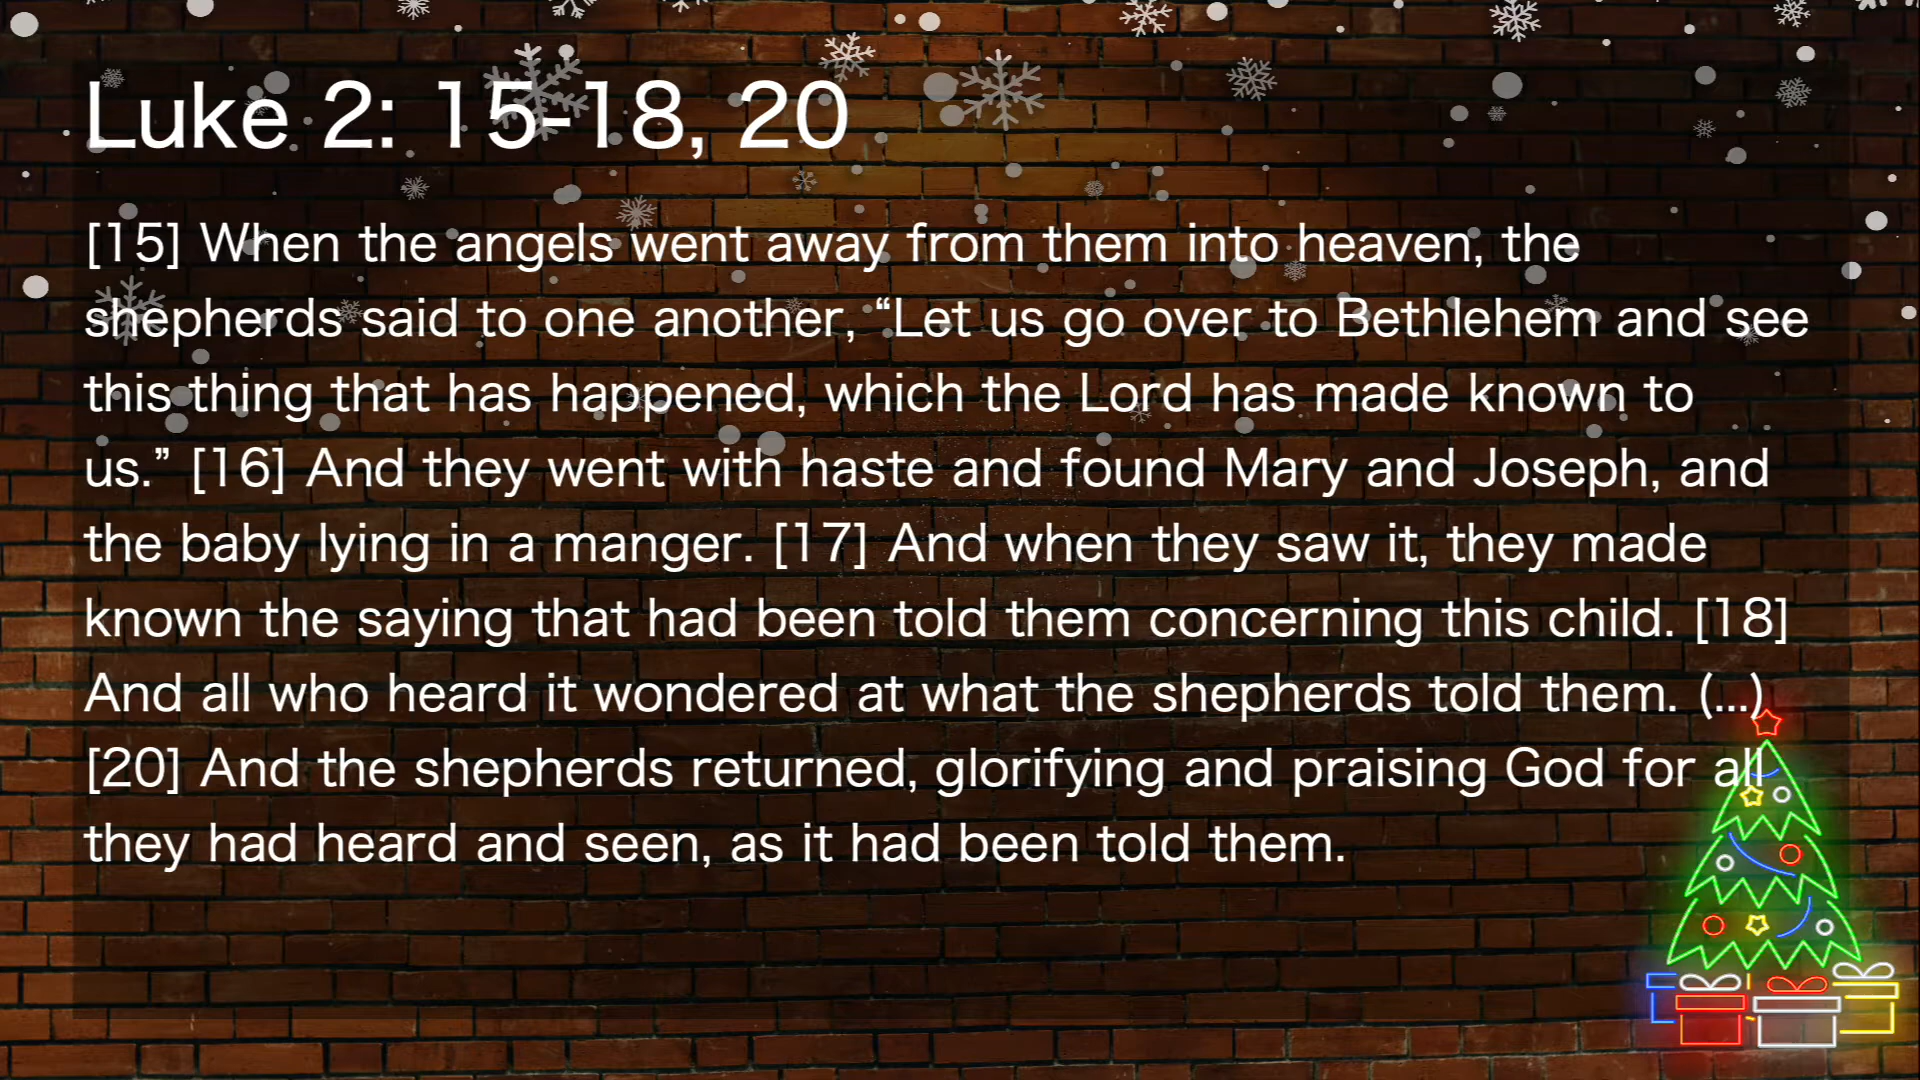 Luke 2: 15-18, 20
[15] When the angels went away from them into heaven, the
shepherds said to one another, “Let us go over to Bethlehem and see
this thing that has happened, which the Lord has made known to
us.” [16] And they went with haste and found Mary and Joseph, and
the baby lying in a manger. [17] And when they saw it, they made
known the saying that had been told them concerning this child. [18]
And all who heard it wondered at what the shepherds told them. (...)
[20] And the shepherds returned, glorifying and praising God for all
they had heard and seen, as it had been told them.